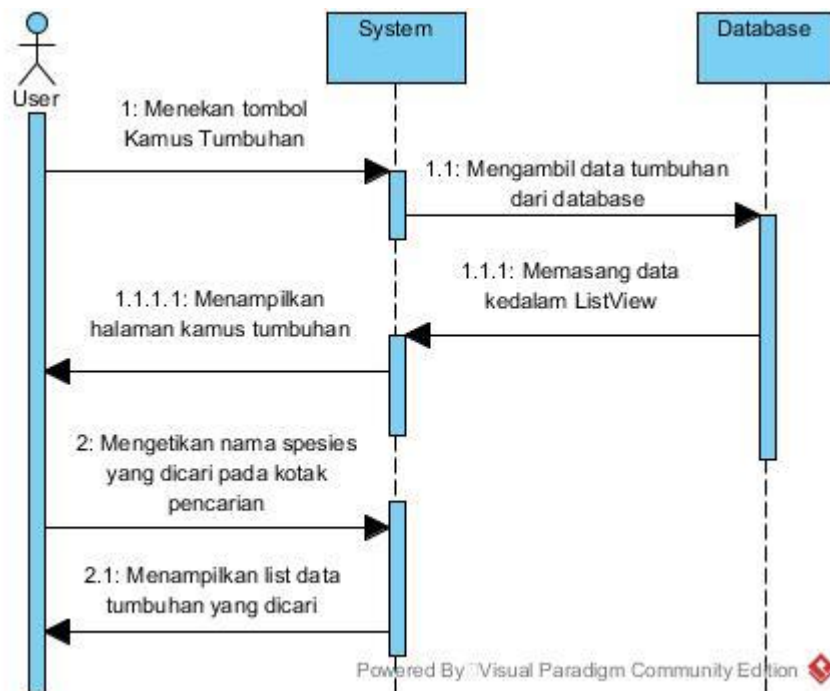 System
Database
User
1: Menekan tombol
Kamus Tumbuhan
1.1: Mengambil data tumbuhan
dari database
1.1.1: Memasang data
kedalam ListView
1.1.1.1: Menampilkan
halaman kamus tumbuhan
2: Mengetikan nama spesies
yang dicari pada kotak
pencarian
2.1: Menampilkan list data
tumbuhan yang dicari
Powered By Visual Paradigm Community Edition